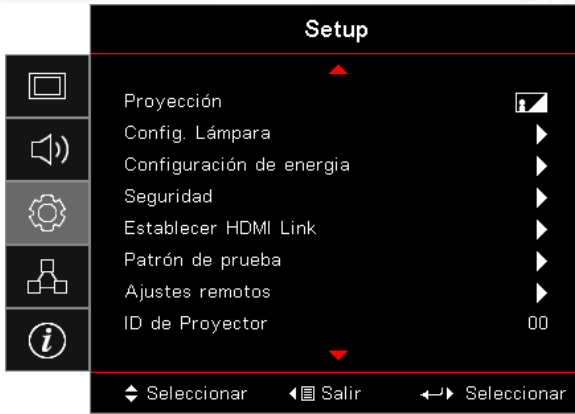 Setup
Proyección
Config. Lámpara
Configuración de energia
Seguridad
Establecer HDMI Link
Patrón de prueba
Ajustes remotos
ID de Proyector 00
Seleccionar Salir Seleccionar